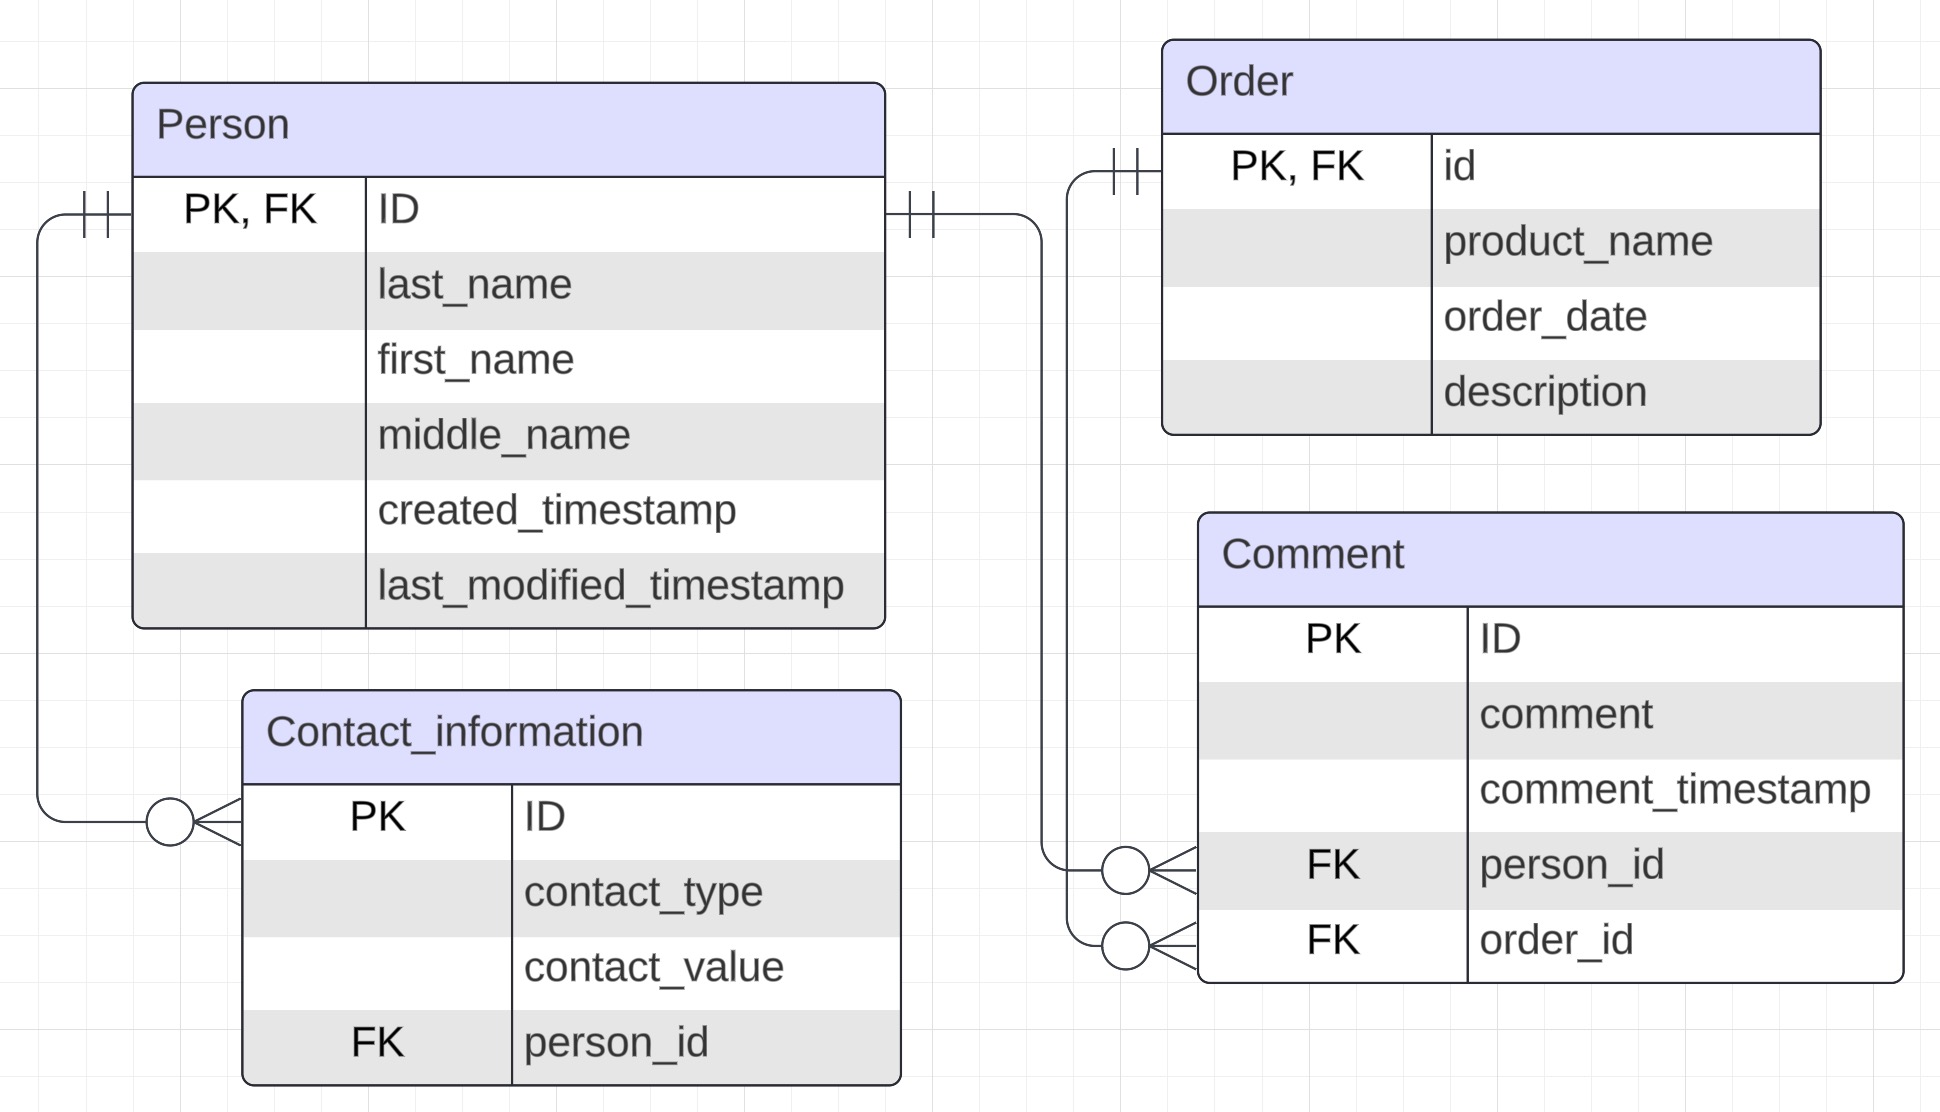 Person
PK, FK ID
last_name
first_name
middle_name
created_timestamp
last_modified_timestamp
Contact_information
PK ID
contact_type
contact_value
FK person_id
Order
PK, FK id
product_name
order_date
description
Comment
PK ID
comment
comment_timestamp
FK person_id
FK order_id